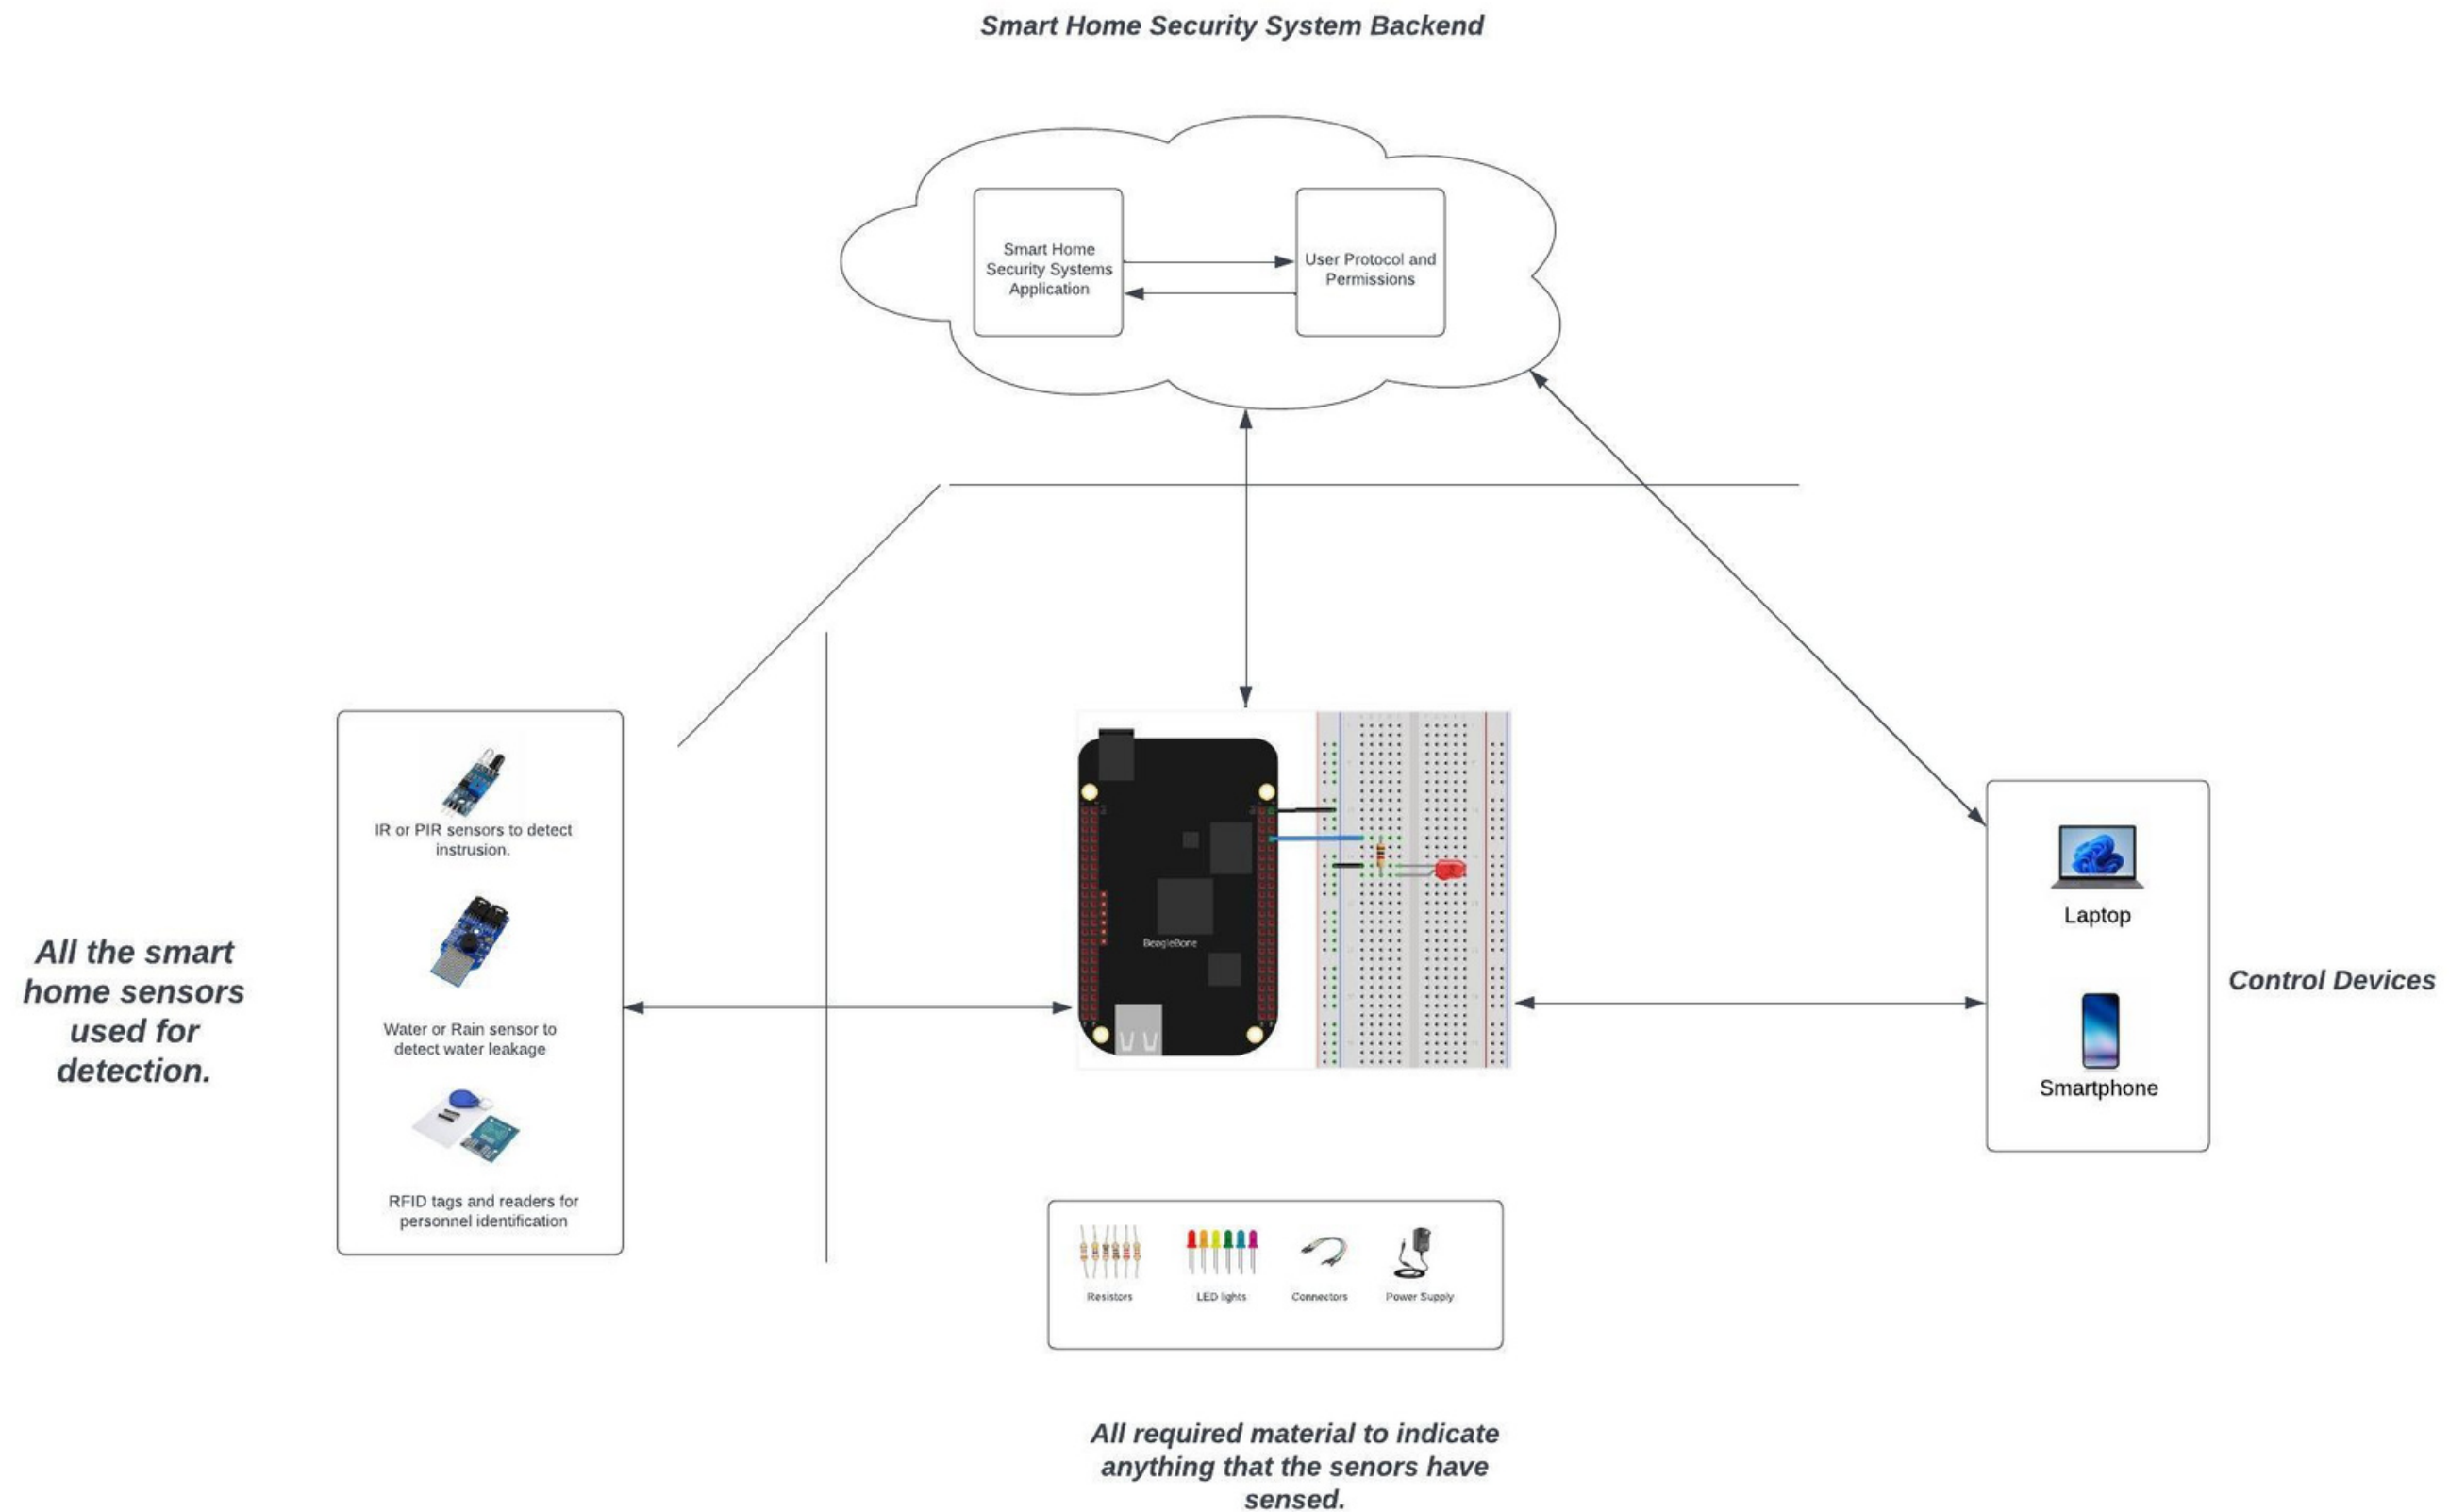 Smart Home Security System Backend
Smart Home
Security Systems
Application
User Protocol and
Permissions
IR or PIR sensors to detect
instrusion.
Water or Rain sensor to
detect water leakage
RFID tags and readers for
personnel identification
All the smart
home sensors
used for
detection.
BeagleBone
Laptop
Smartphone
Control Devices
Resistors
LED lights
Connectors
Power Supply
All required material to indicate
anything that the senors have
sensed.